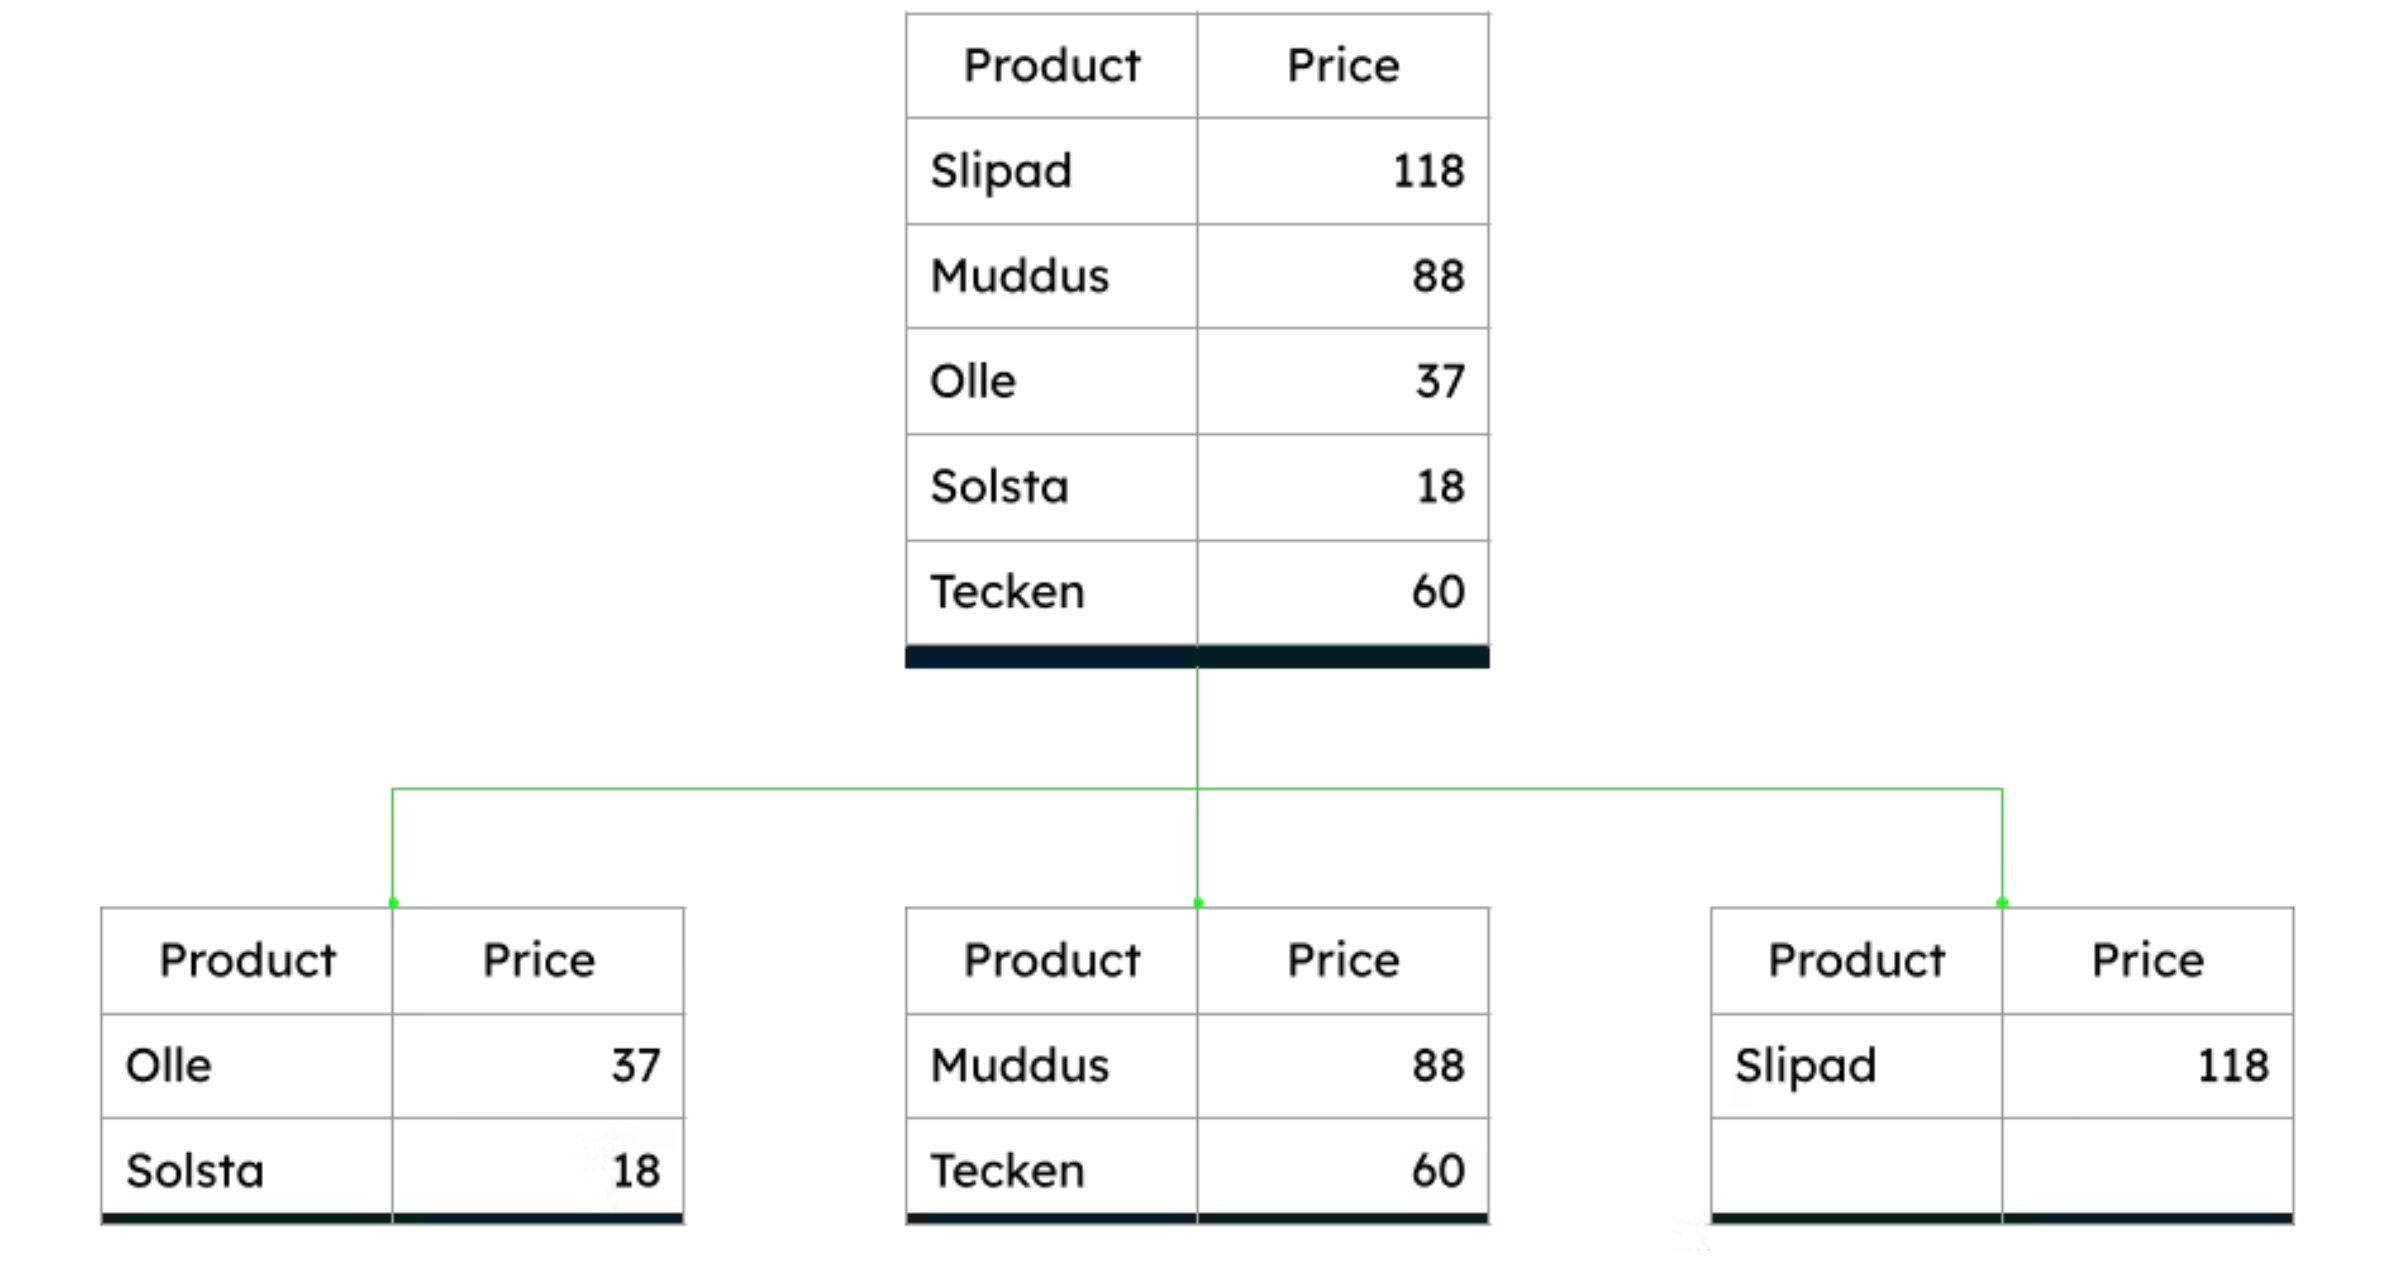 Product Price
Slipad 118
Muddus 88
Olle 37
Solsta 18
Tecken 60
Product Price
Olle 37
Solsta 18
Product Price
Muddus 88
Tecken 60
Product Price
Slipad 118